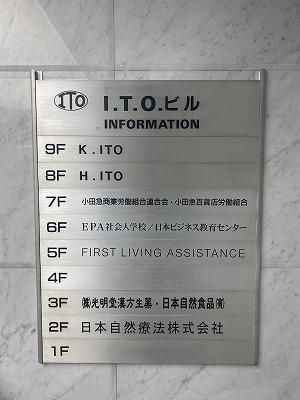 ITO I.T.O.ビル
INFORMATION
9F K.ITO
8F H.ITO
7F 小田急商業労働組合連合会・小田急百貨店労働組合
6F EPA社会人学校/日本ビジネス教育センター
5F FIRST LIVING ASSISTANCE
4F
3F ㈱光明堂漢方生薬・日本自然食品㈲
2F 日本自然療法株式会社
1F